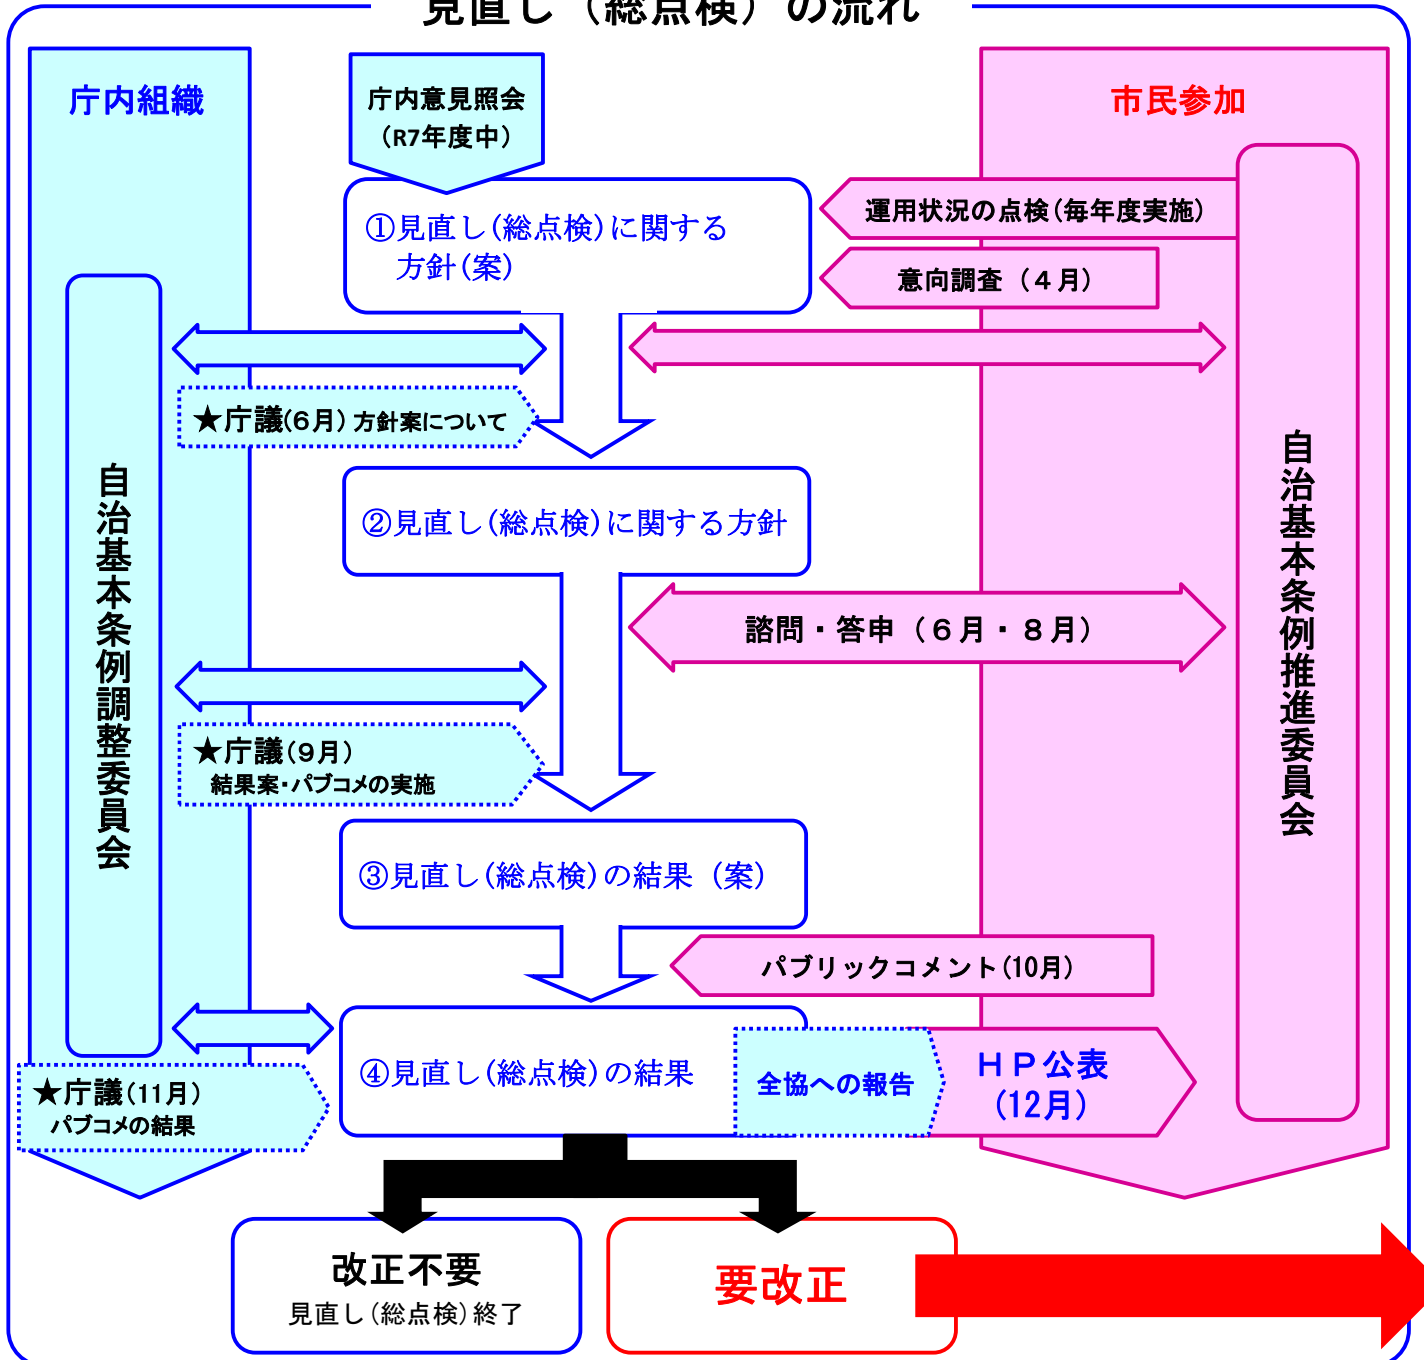 見直し（総点検）の流れ
庁内組織
庁内意見照会
（R7年度中）
市民参加
①見直し(総点検)に関する
方針(案)
運用状況の点検(毎年度実施)
意向調査（４月）
★庁議(６月) 方針案について
②見直し(総点検)に関する方針
諮問・答申（６月・８月）
★庁議(９月)
結果案・パブコメの実施
自治基本条例調整委員会
自治基本条例推進委員会
③見直し(総点検)の結果（案）
パブリックコメント(10月)
④見直し(総点検)の結果
全協への報告
ＨＰ公表
(12月)
★庁議(11月)
パブコメの結果
改正不要
見直し(総点検)終了
要改正